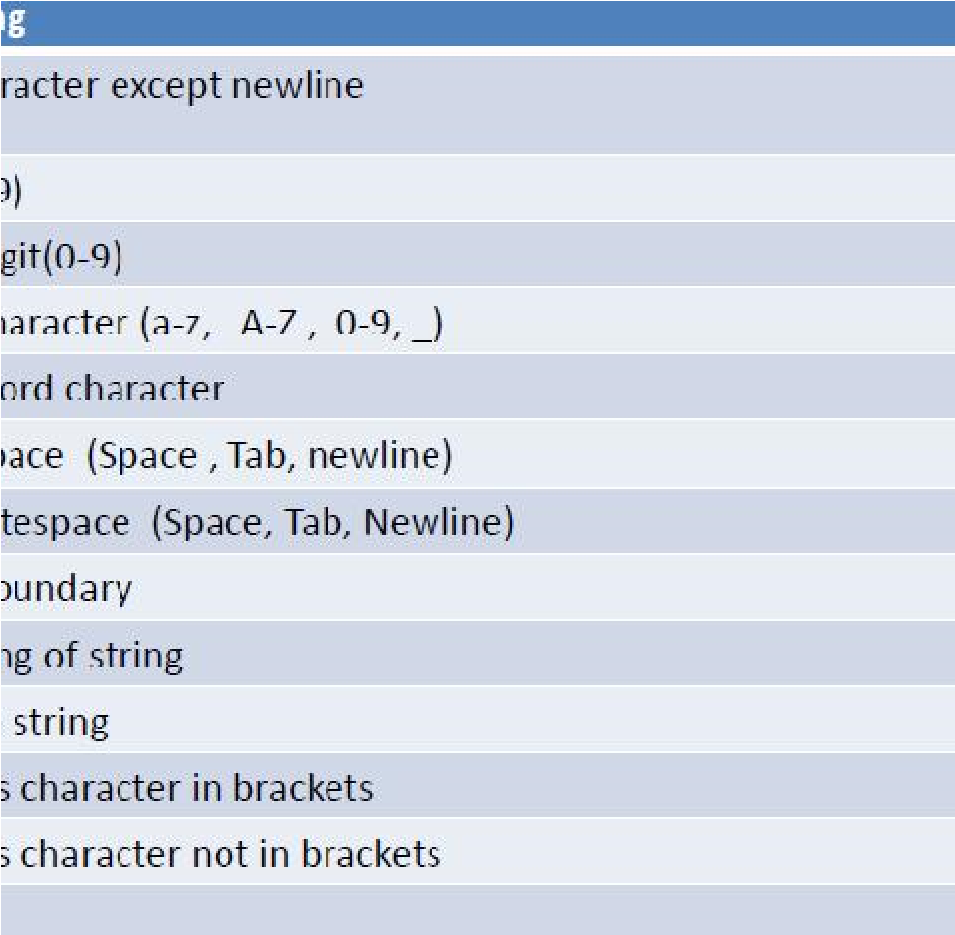 ng
racter except newline
9)
git(0-9)
haracter (a-z, A-Z , 0-9, _)
ord character
pace (Space , Tab, newline)
tespace (Space, Tab, Newline)
oundary
ng of string
string
s character in brackets
s character not in brackets